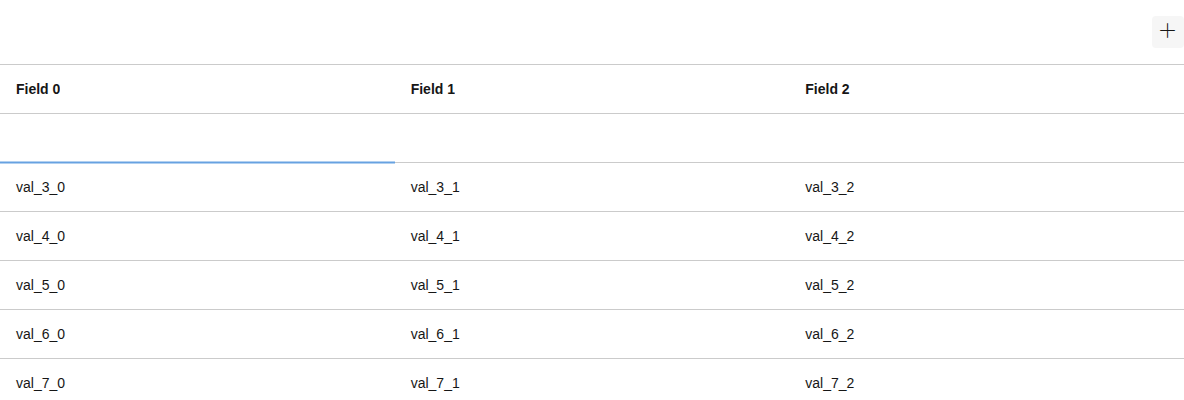 Field 0 Field 1 Field 2
val_3_0 val_3_1 val_3_2
val_4_0 val_4_1 val_4_2
val_5_0 val_5_1 val_5_2
val_6_0 val_6_1 val_6_2
val_7_0 val_7_1 val_7_2